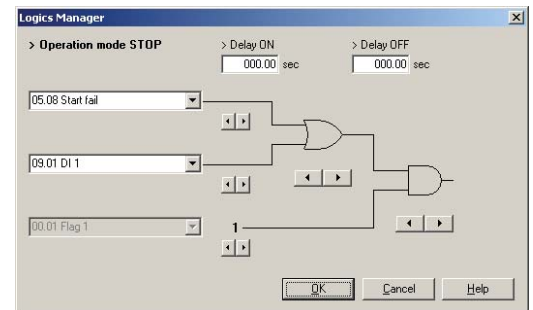 Logics Manager
> Operation mode STOP > Delay ON > Delay OFF
000.00 sec 000.00 sec
05.08 Start fail
09.01 DI 1
00.01 Flag 1 1
OK Cancel Help